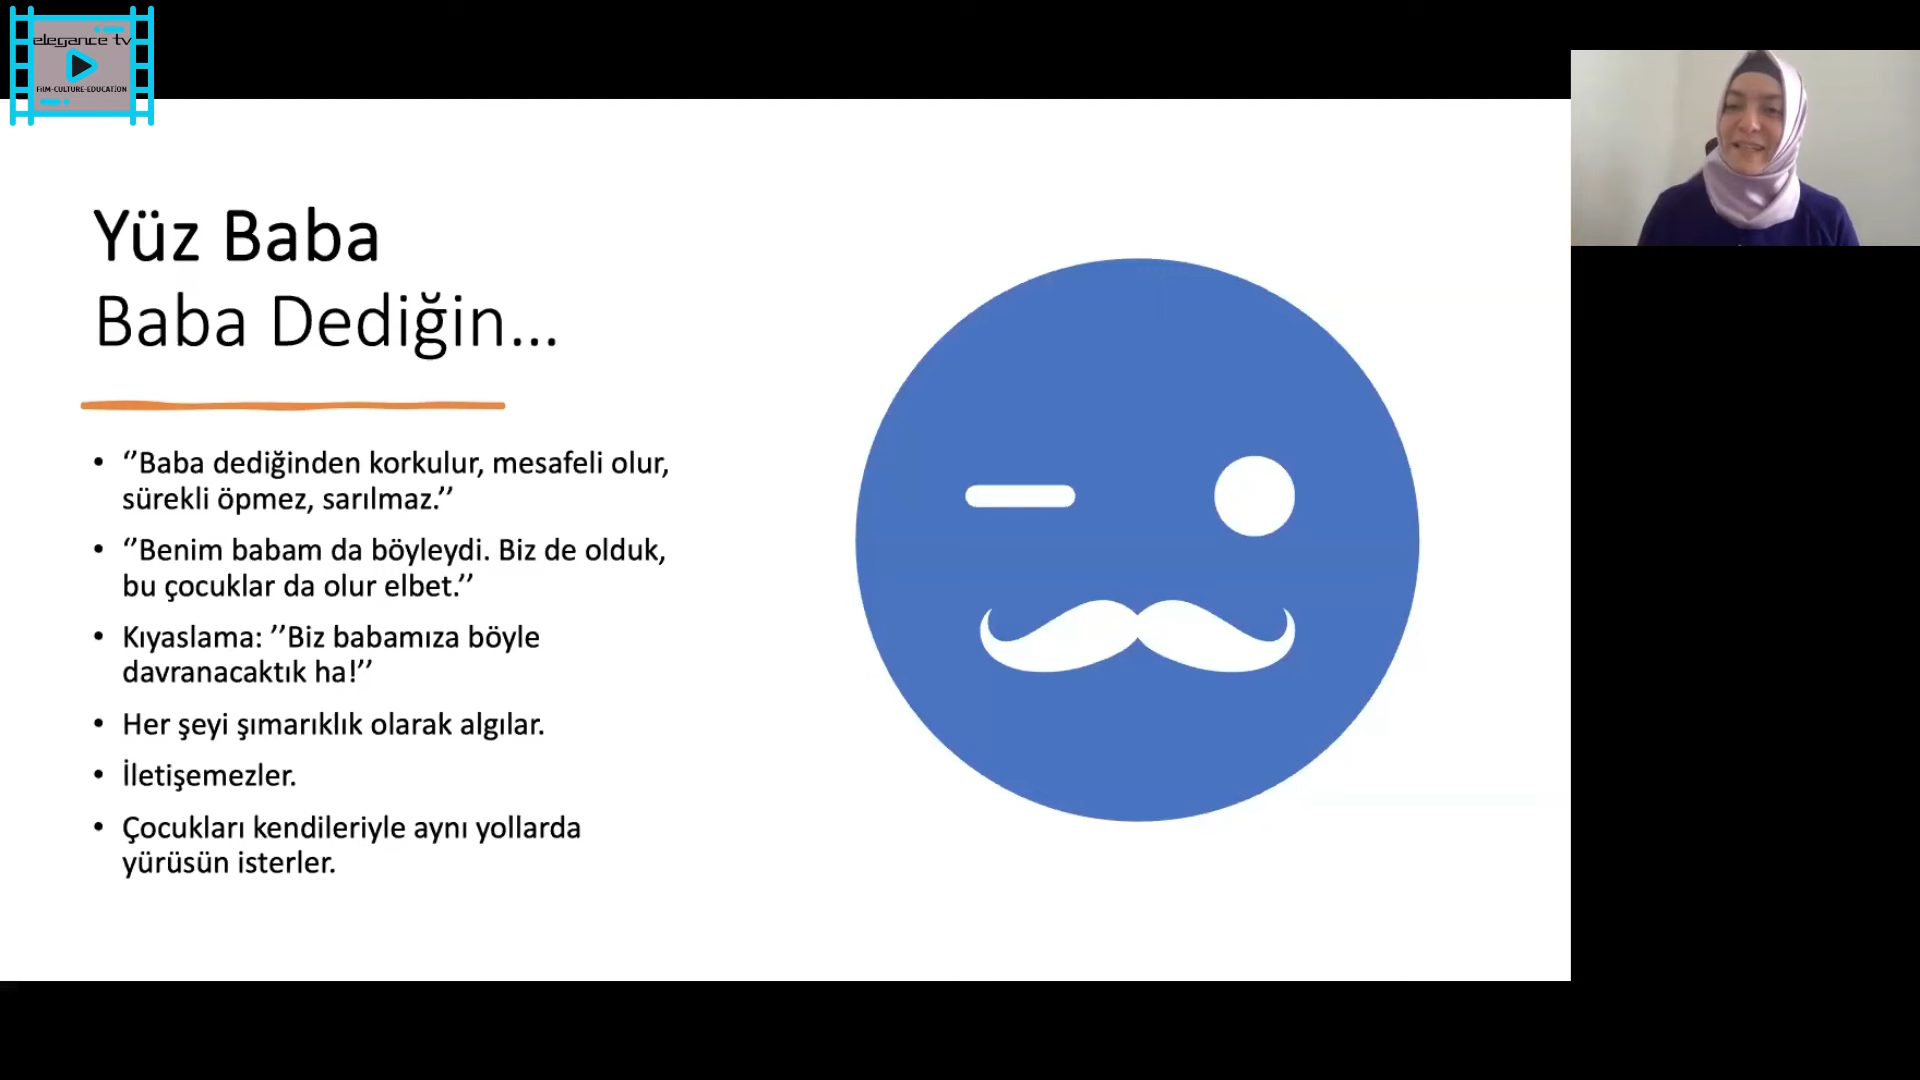 elegance tv
FiLM-CULTURE-EDUCATION
Yüz Baba
Baba Dediğin...
• ‘’Baba dediğinden korkulur, mesafeli olur,
sürekli öpmez, sarılmaz.’’
• ‘’Benim babam da böyleydi. Biz de olduk,
bu çocuklar da olur elbet.’’
• Kıyaslama: ’’Biz babamıza böyle
davranacaktık ha!’’
• Her şeyi şımarıklık olarak algılar.
• İletişemezler.
• Çocukları kendileriyle aynı yollarda
yürüsün isterler.